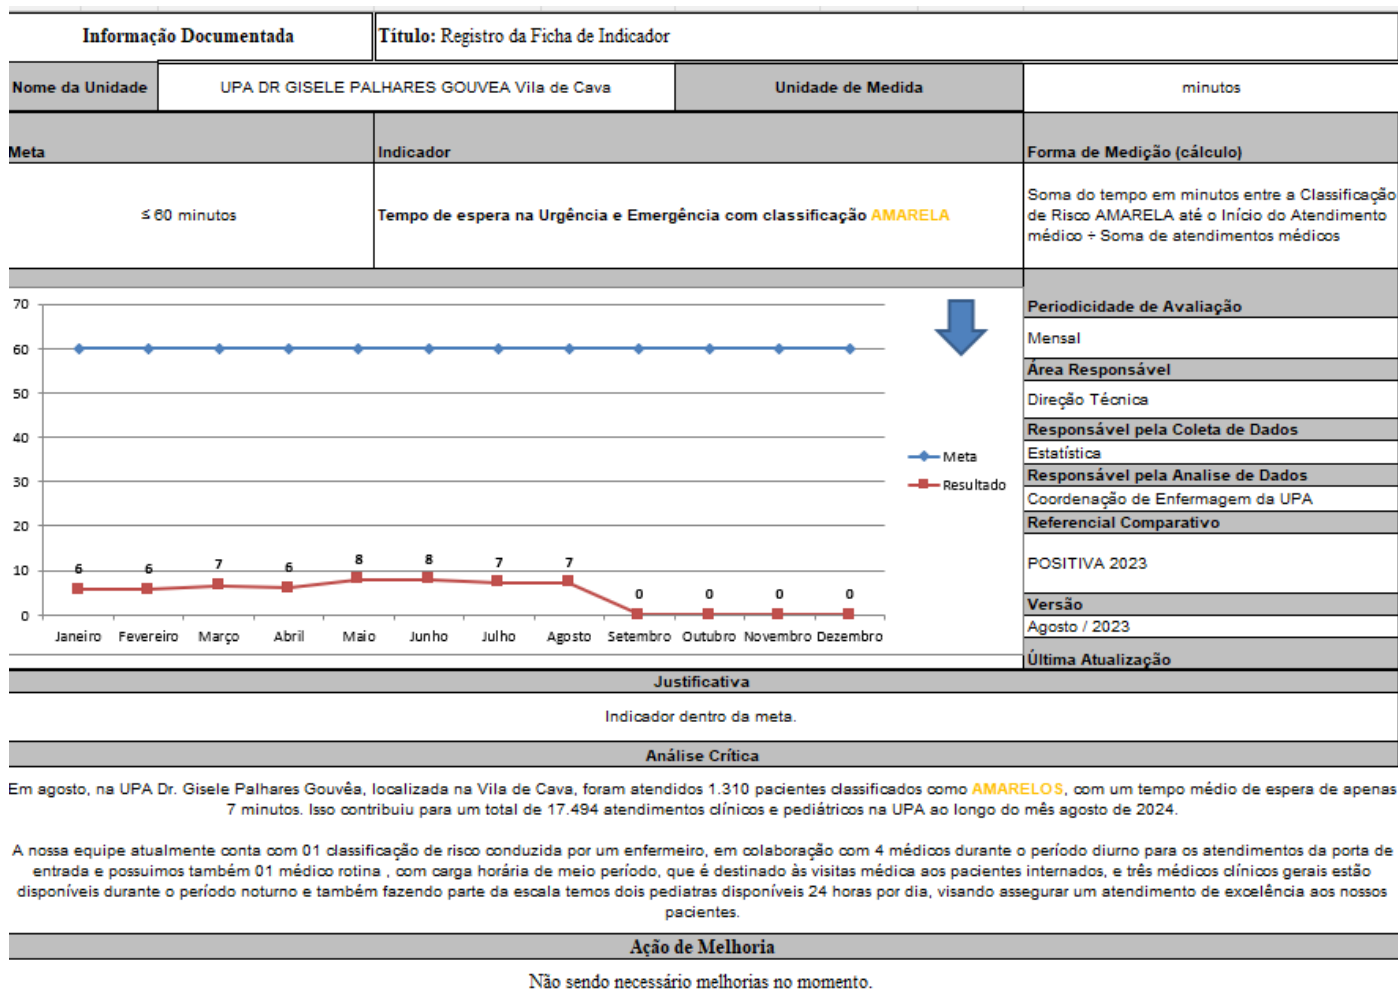 Informação Documentada
Título: Registro da Ficha de Indicador
Nome da Unidade
UPA DR GISELE PALHARES GOUVEA Vila de Cava
Unidade de Medida
minutos
Meta
Indicador
Forma de Medição (cálculo)
≤ 60 minutos
Tempo de espera na Urgência e Emergência com classificação AMARELA
Soma do tempo em minutos entre a Classificação
de Risco AMARELA até o Início do Atendimento
médico ÷ Soma de atendimentos médicos
70
60
50
40
30
20
10
0
6
6
7
6
8
8
7
7
0
0
0
0
Janeiro
Fevereiro
Março
Abril
Maio
Junho
Julho
Agosto
Setembro
Outubro
Novembro
Dezembro
Meta
Resultado
Periodicidade de Avaliação
Mensal
Área Responsável
Direção Técnica
Responsável pela Coleta de Dados
Estatística
Responsável pela Analise de Dados
Coordenação de Enfermagem da UPA
Referencial Comparativo
POSITIVA 2023
Versão
Agosto / 2023
Última Atualização
Justificativa
Indicador dentro da meta.
Análise Crítica
Em agosto, na UPA Dr. Gisele Palhares Gouvêa, localizada na Vila de Cava, foram atendidos 1.310 pacientes classificados como AMARELOS, com um tempo médio de espera de apenas
7 minutos. Isso contribuiu para um total de 17.494 atendimentos clínicos e pediátricos na UPA ao longo do mês agosto de 2024.
A nossa equipe atualmente conta com 01 classificação de risco conduzida por um enfermeiro, em colaboração com 4 médicos durante o período diurno para os atendimentos da porta de
entrada e possuimos também 01 médico rotina , com carga horária de meio período, que é destinado às visitas médica aos pacientes internados, e três médicos clínicos gerais estão
disponíveis durante o período noturno e também fazendo parte da escala temos dois pediatras disponíveis 24 horas por dia, visando assegurar um atendimento de excelência aos nossos
pacientes.
Ação de Melhoria
Não sendo necessário melhorias no momento.